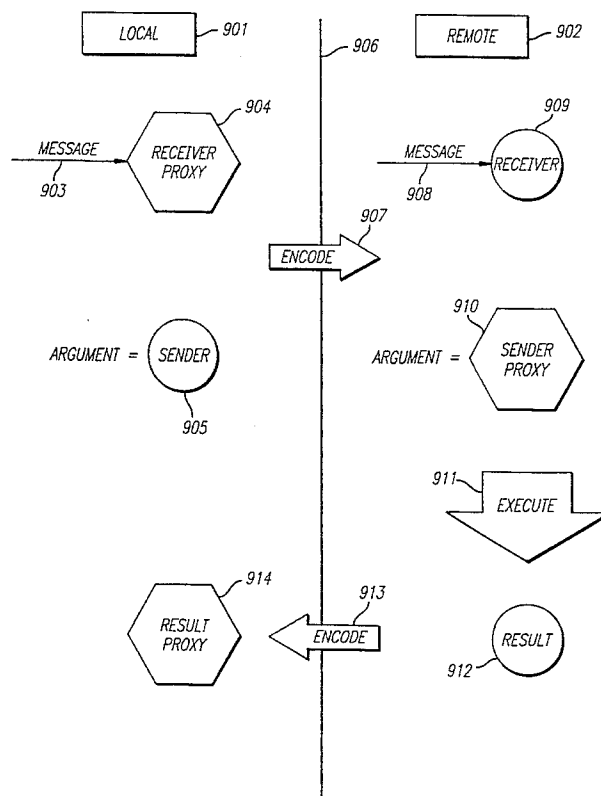 LOCAL
901
906
REMOTE
902
904
909
MESSAGE
903
RECEIVER
PROXY
MESSAGE
908
RECEIVER
907
ENCODE
910
ARGUMENT =
SENDER
905
ARGUMENT =
SENDER
PROXY
911
EXECUTE
914
913
RESULT
PROXY
ENCODE
RESULT
912